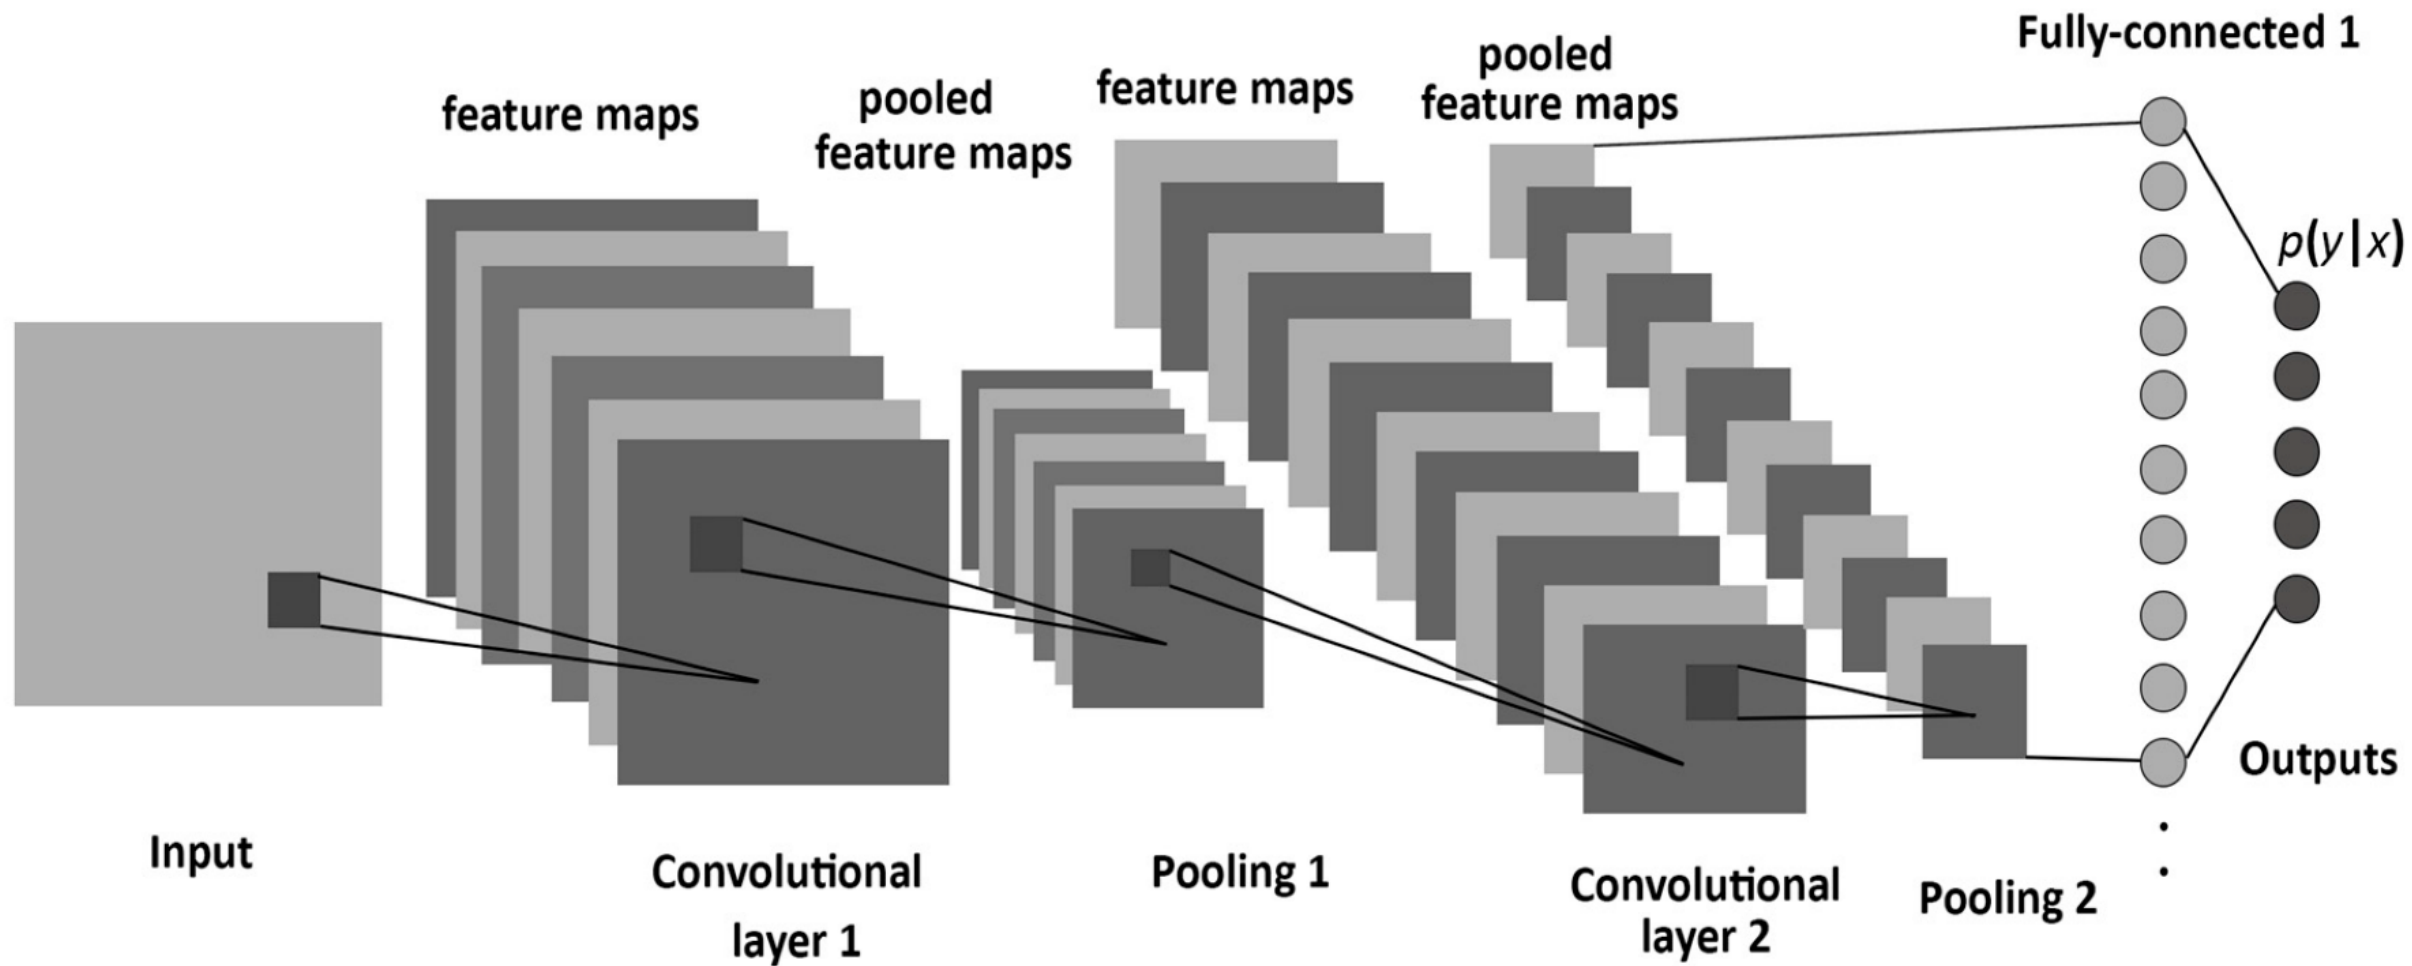 Fully-connected 1
pooled
feature maps
feature maps
pooled
feature maps
feature maps
p(y|x)
Outputs
Input
Convolutional
layer 1
Pooling 1
Convolutional
layer 2
Pooling 2